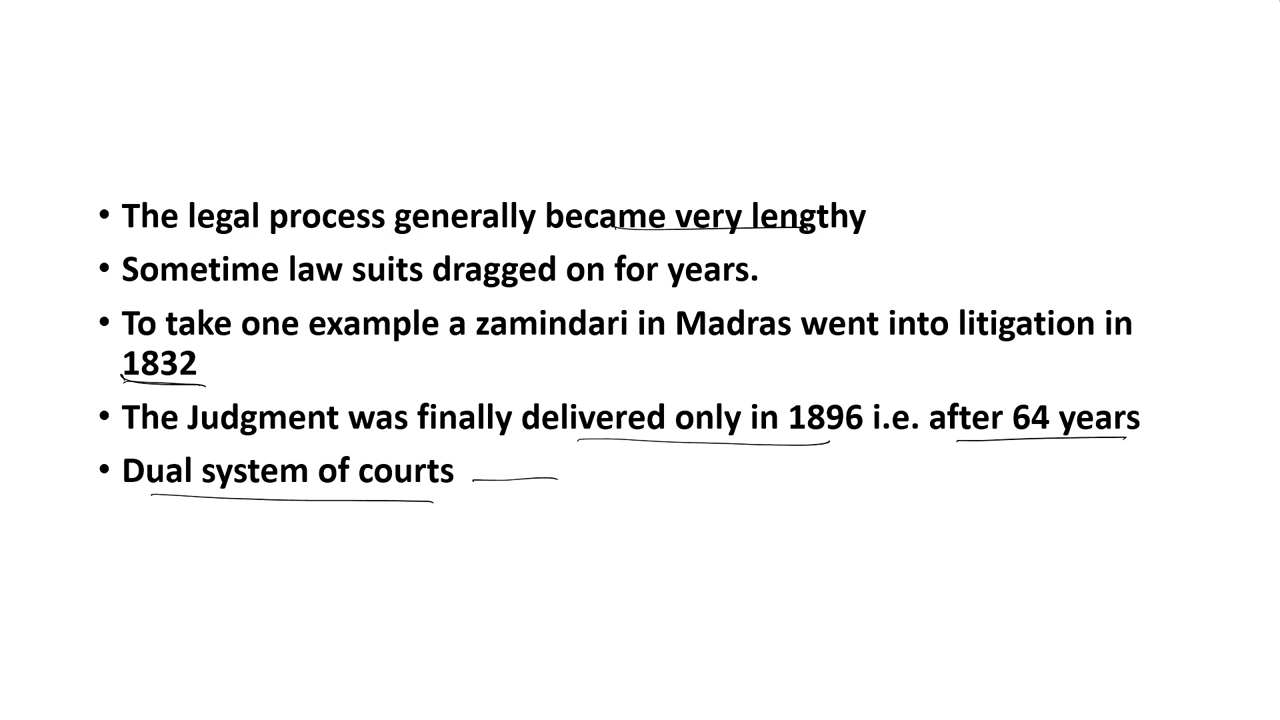 • The legal process generally became very lengthy
• Sometime law suits dragged on for years.
• To take one example a zamindari in Madras went into litigation in
1832
• The Judgment was finally delivered only in 1896 i.e. after 64 years
• Dual system of courts